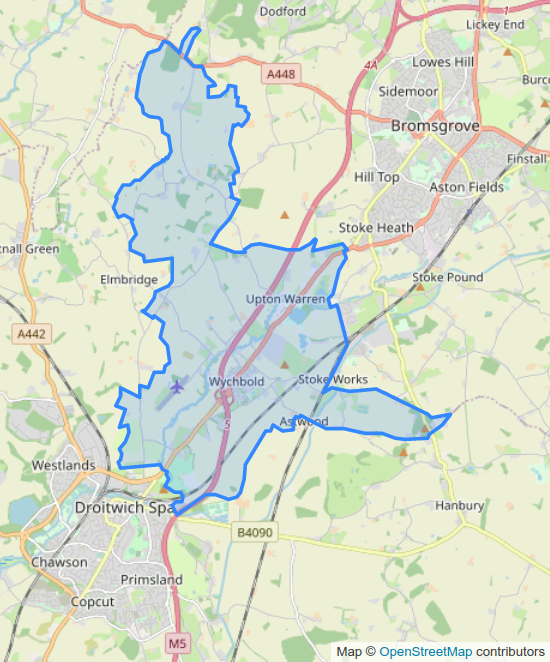 Dodford
Lickey End
1
4A
Lowes Hill
A448
Sidemoor
Bromsgrove
Finstall
Hill Top
Aston Fields
Stoke Heath
tnall Green
Elmbridge
Stoke Pound
Upton Warren
A442
Wychbold
Stoke Works
Astwood
5
Westlands
Hanbury
Droitwich Spa
B4090
Chawson
Primsland
Copcut
M5
Map © OpenStreetMap contributors